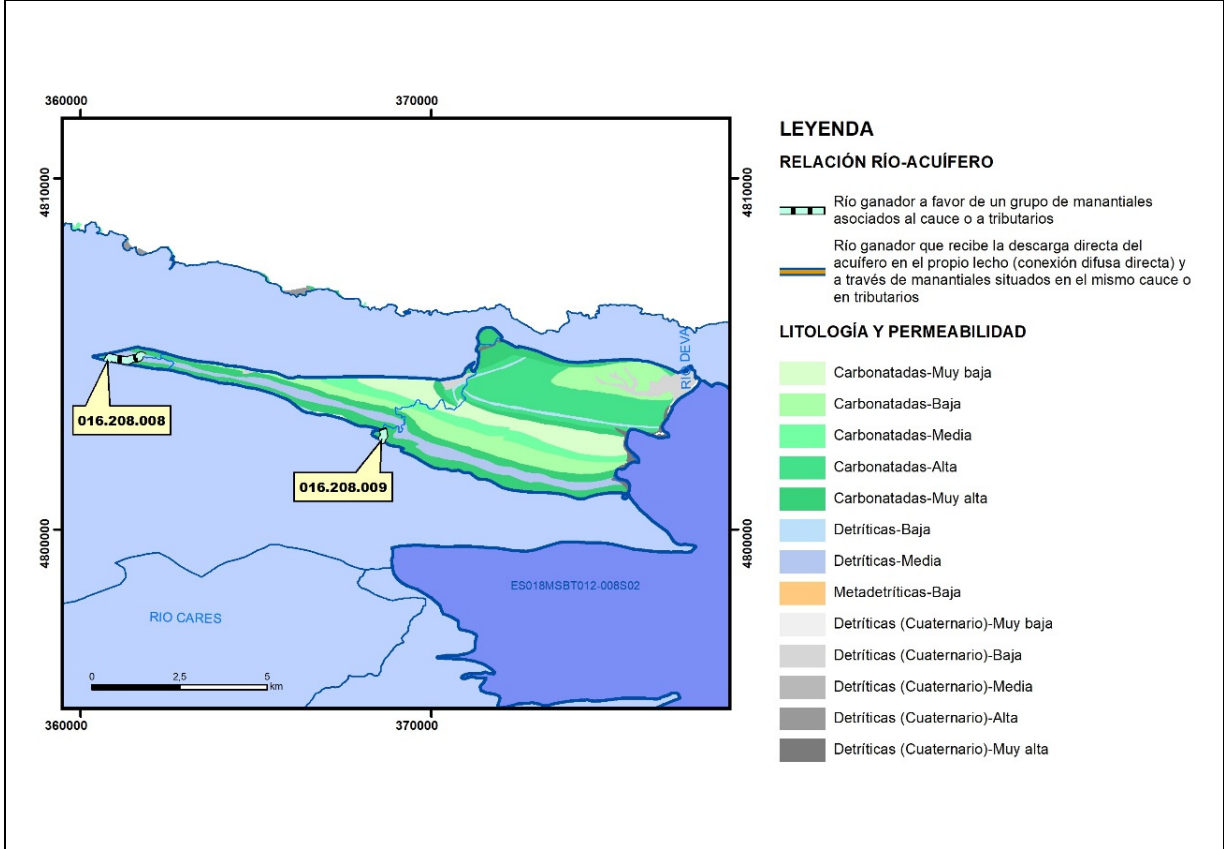 360000
370000
4810000
4810000
RÍO DEVA
016.208.008
016.208.009
4800000
4800000
ES018MSBT012-008S02
RIO CARES
0
2,5
5
km
360000
370000
LEYENDA
RELACIÓN RÍO-ACUÍFERO
Río ganador a favor de un grupo de manantiales
asociados al cauce o a tributarios
Río ganador que recibe la descarga directa del
acuífero en el propio lecho (conexión difusa directa) y
a través de manantiales situados en el mismo cauce o
en tributarios
LITOLOGÍA Y PERMEABILIDAD
Carbonatadas-Muy baja
Carbonatadas-Baja
Carbonatadas-Media
Carbonatadas-Alta
Carbonatadas-Muy alta
Detríticas-Baja
Detríticas-Media
Metadetríticas-Baja
Detríticas (Cuaternario)-Muy baja
Detríticas (Cuaternario)-Baja
Detríticas (Cuaternario)-Media
Detríticas (Cuaternario)-Alta
Detríticas (Cuaternario)-Muy alta